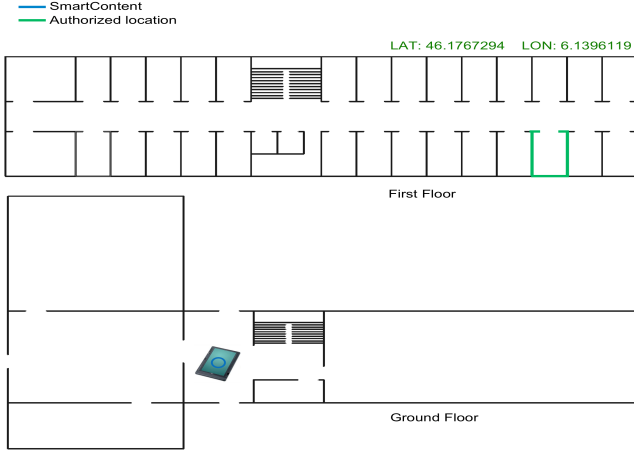 SmartContent
Authorized location
LAT: 46.1767294 LON: 6.1396119
First Floor
Ground Floor